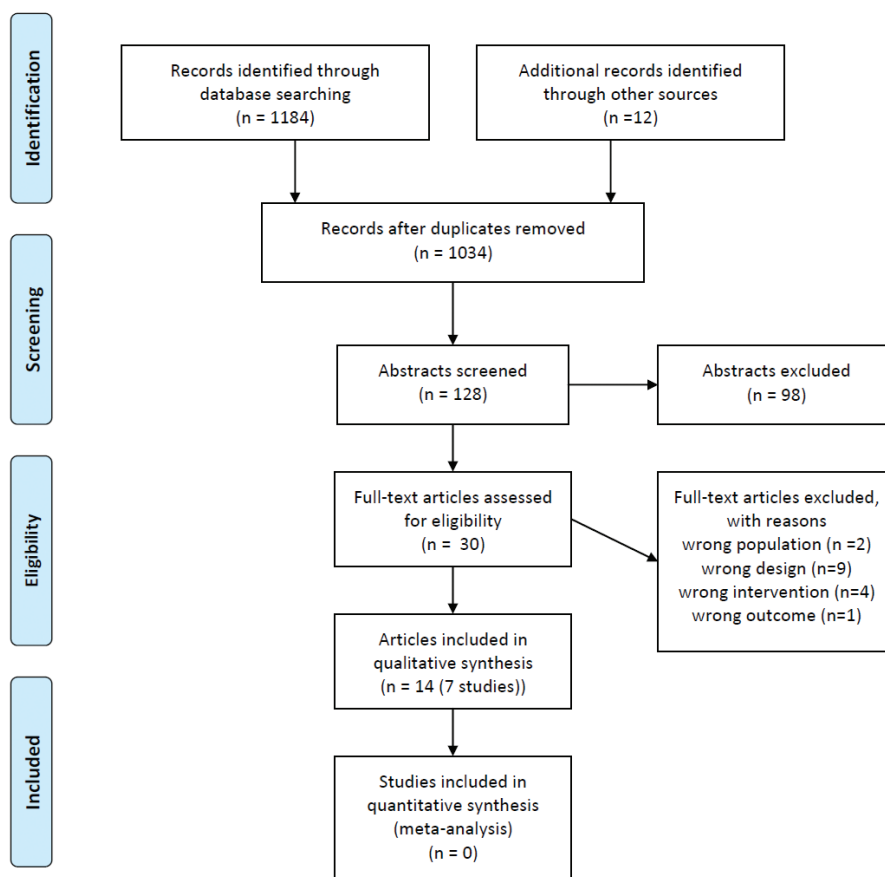 Identification
Records identified through
database searching
(n = 1184)
Additional records identified
through other sources
(n =12)
Records after duplicates removed
(n = 1034)
Screening
Abstracts screened
(n = 128)
Abstracts excluded
(n = 98)
Eligibility
Full-text articles assessed
for eligibility
(n =  30)
Full-text articles excluded,
with reasons
wrong population (n =2)
wrong design (n=9)
wrong intervention (n=4)
wrong outcome (n=1)
Articles included in
qualitative synthesis
(n = 14 (7 studies))
Included
Studies included in
quantitative synthesis
(meta-analysis)
(n = 0)